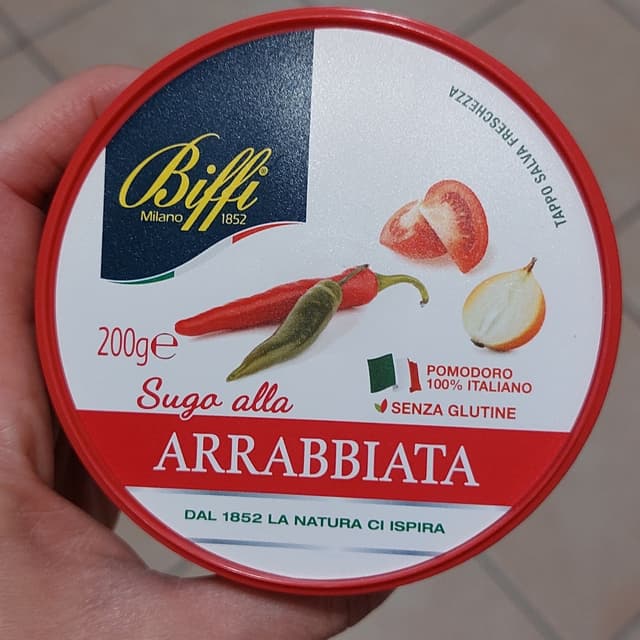 Biffi®
Milano 1852
TAPPO SALVA FRESCHEZZA
200g℮
POMODORO
100% ITALIANO
SENZA GLUTINE
Sugo alla
ARRABBIATA
DAL 1852 LA NATURA CI ISPIRA